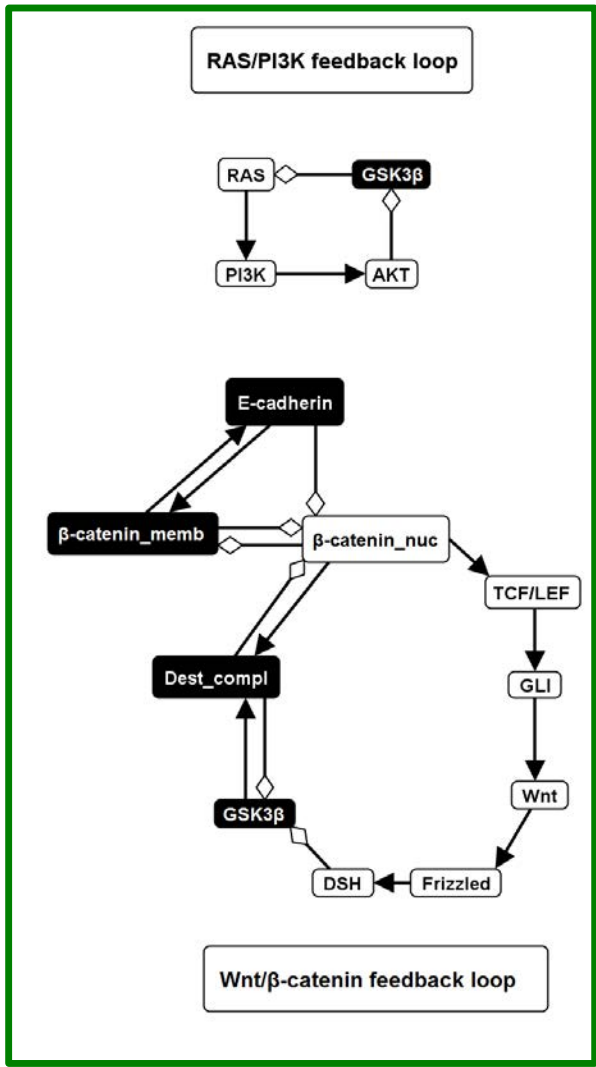 RAS/PI3K feedback loop
RAS
GSK3β
PI3K
AKT
E-cadherin
β-catenin_memb
β-catenin_nuc
TCF/LEF
Dest_compl
GLI
Wnt
GSK3β
DSH
Frizzled
Wnt/β-catenin feedback loop